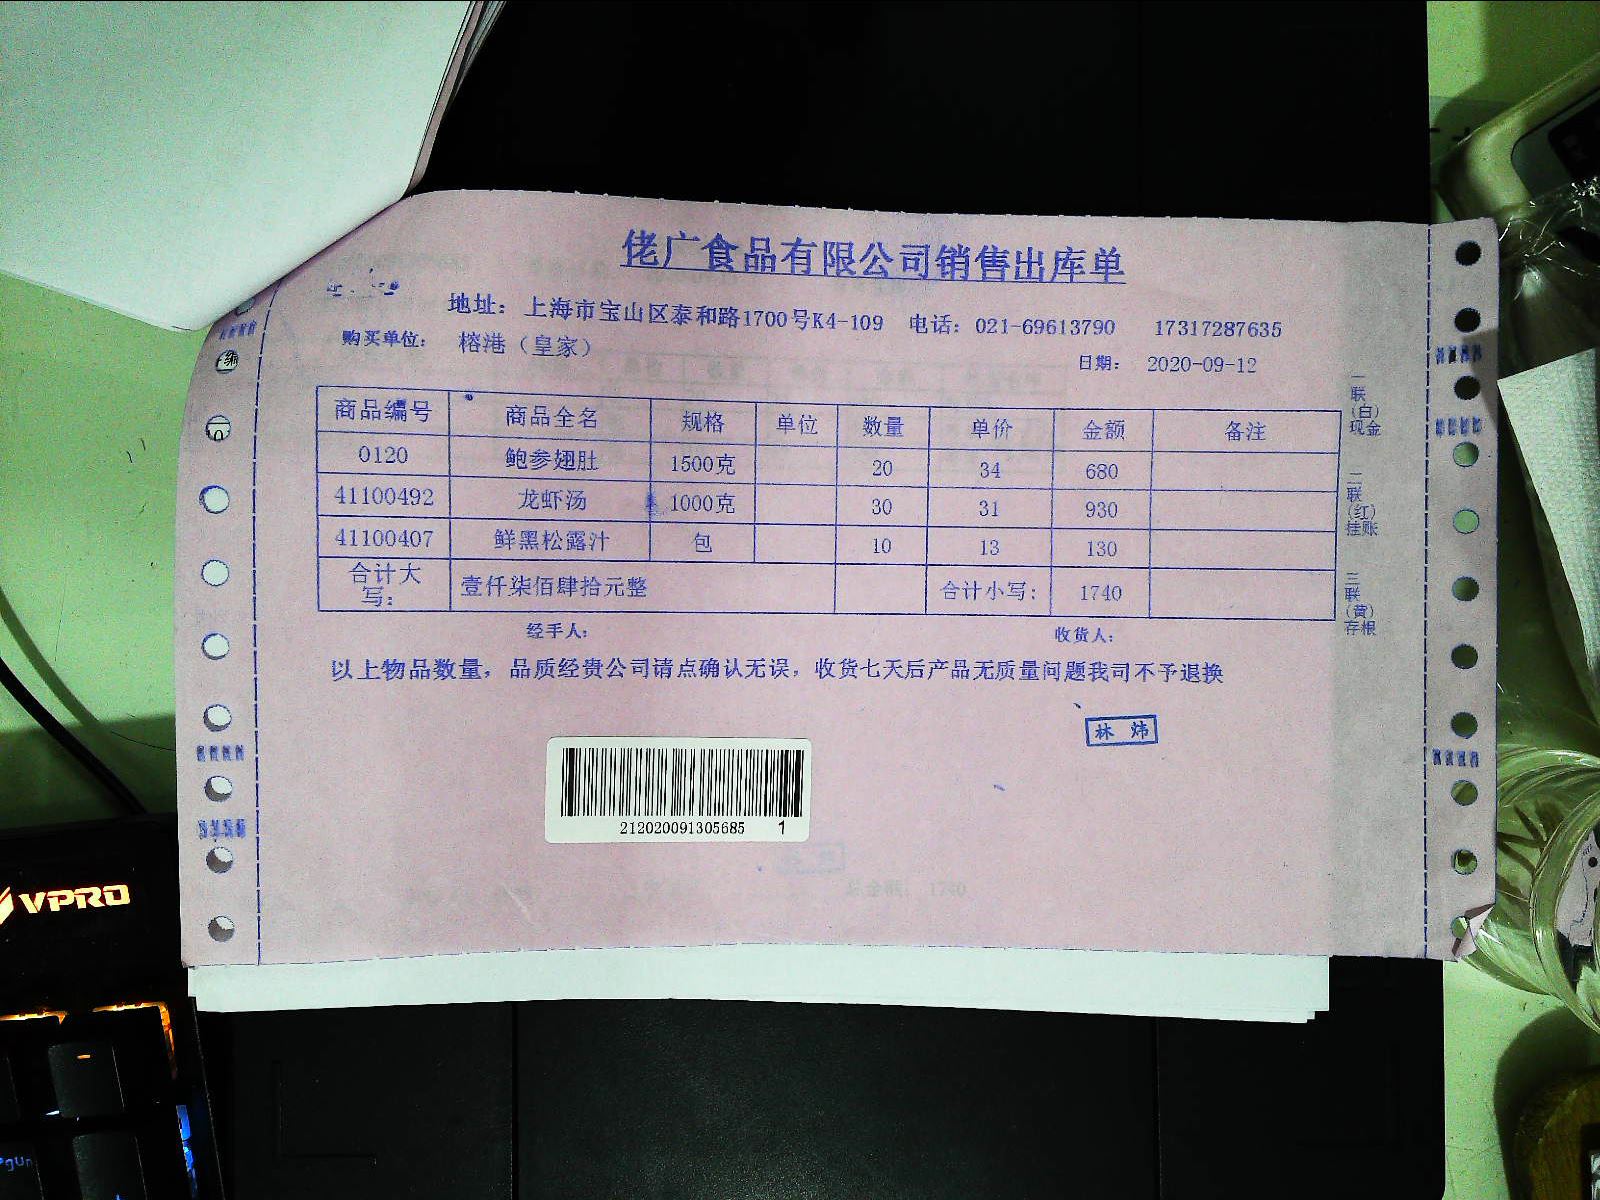 佬广食品有限公司销售出库单
地址：上海市宝山区泰和路1700号K4-109 电话：021-69613790 17317287635
购买单位： 榕港（皇家）
日期： 2020-09-12
商品编号 商品全名 规格 单位 数量 单价 金额 备注
0120 鲍参翅肚 1500克 20 34 680
41100492 龙虾汤 1000克 30 31 930
41100407 鲜黑松露汁 包 10 13 130
合计大写： 壹仟柒佰肆拾元整 合计小写： 1740
经手人： 收货人：
以上物品数量，品质经贵公司请点确认无误，收货七天后产品无质量问题我司不予退换
林 炜
212020091305685 1
一联（白）现金
二联（红）挂账
三联（黄）存根
VPRO
PgUp